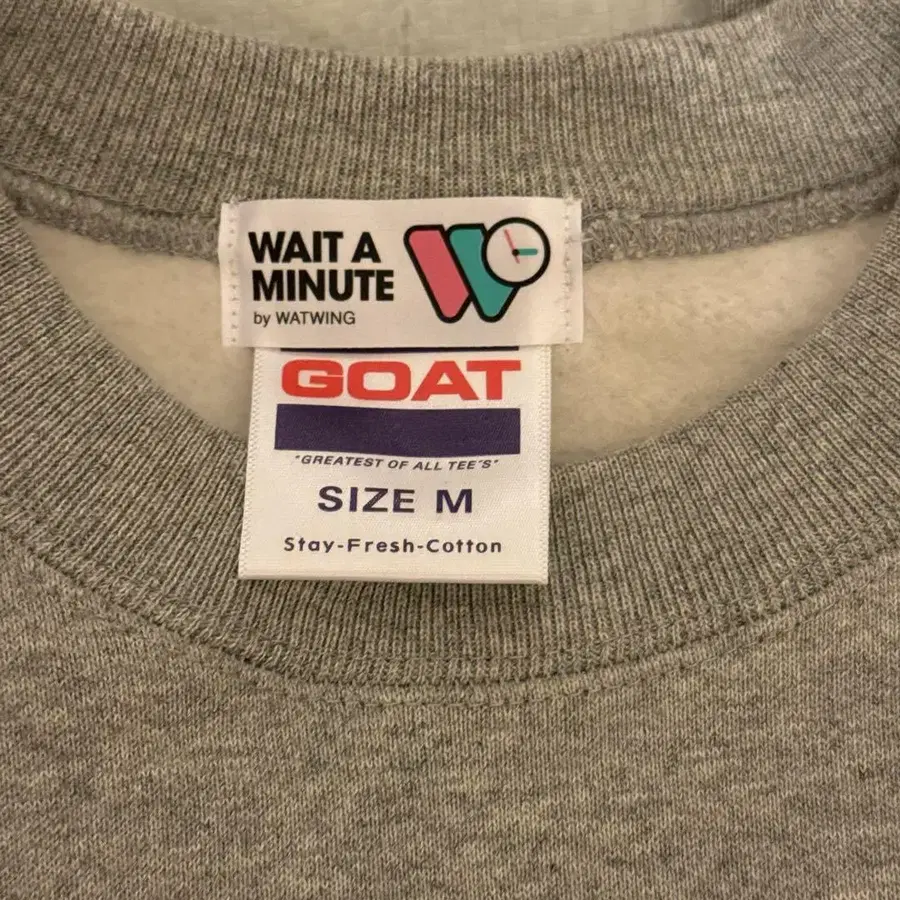 WAIT A
MINUTE
by WATWING
GOAT
"GREATEST OF ALL TEE'S"
SIZE M
Stay-Fresh-Cotton